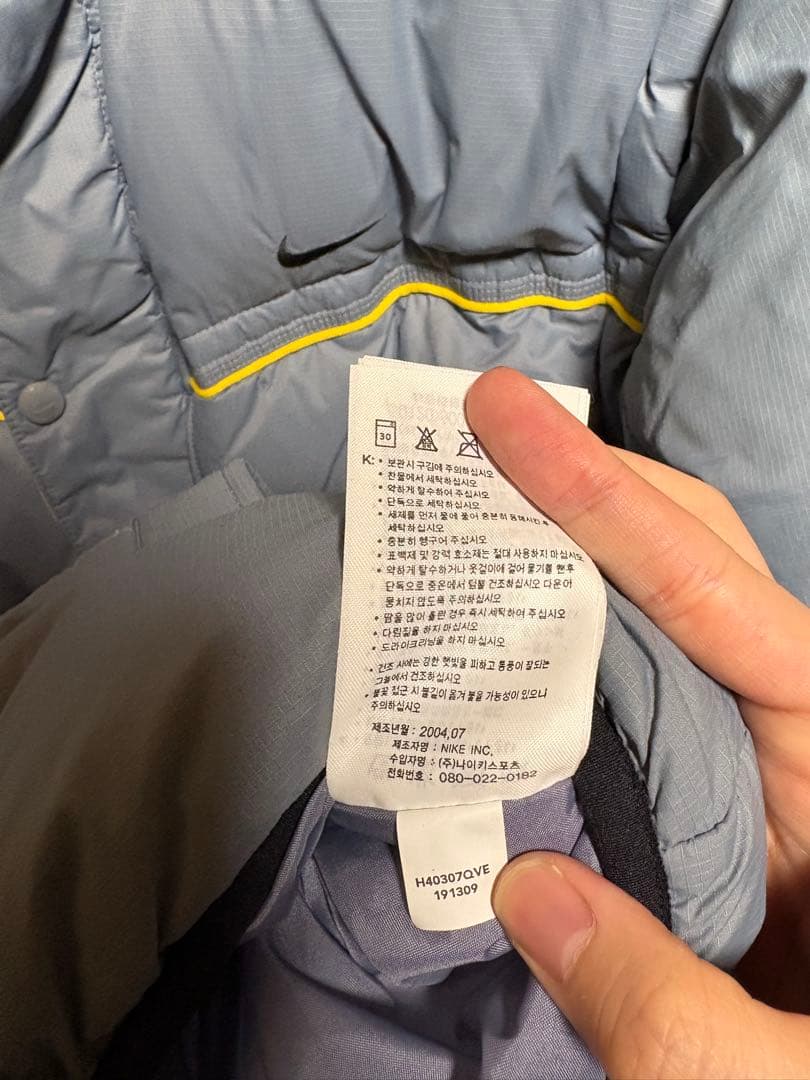 30
K: • 보관시 구김에 주의하십시오
• 찬물에서 세탁하십시오
• 약하게 탈수하여 주십시오
• 단독으로 세탁하십시오
• 세제를 먼저 물에 풀어 충분히 용해시킨 후
세탁하십시오
• 충분히 헹구어 주십시오
• 표백제 및 강력 효소제는 절대 사용하지 마십시오
• 약하게 탈수하거나 옷걸이에 걸어 물기를 뺀후
단독으로 중온에서 텀블 건조하십시오 다운이
뭉치지 않도록 주의하십시오
• 땀을 많이 흘린 경우 즉시 세탁하여 주십시오
• 다림질을 하지 마십시오
• 드라이크리닝을 하지 마십시오
• 건조 시에는 강한 햇빛을 피하고 통풍이 잘되는
그늘에서 건조하십시오
• 불꽃 접근 시 불길이 옮겨 붙을 가능성이 있으니
주의하십시오
제조년월 : 2004,07
제조자명 : NIKE INC.
수입자명 : (주)나이키스포츠
전화번호 : 080-022-0182
H40307QVE
191309